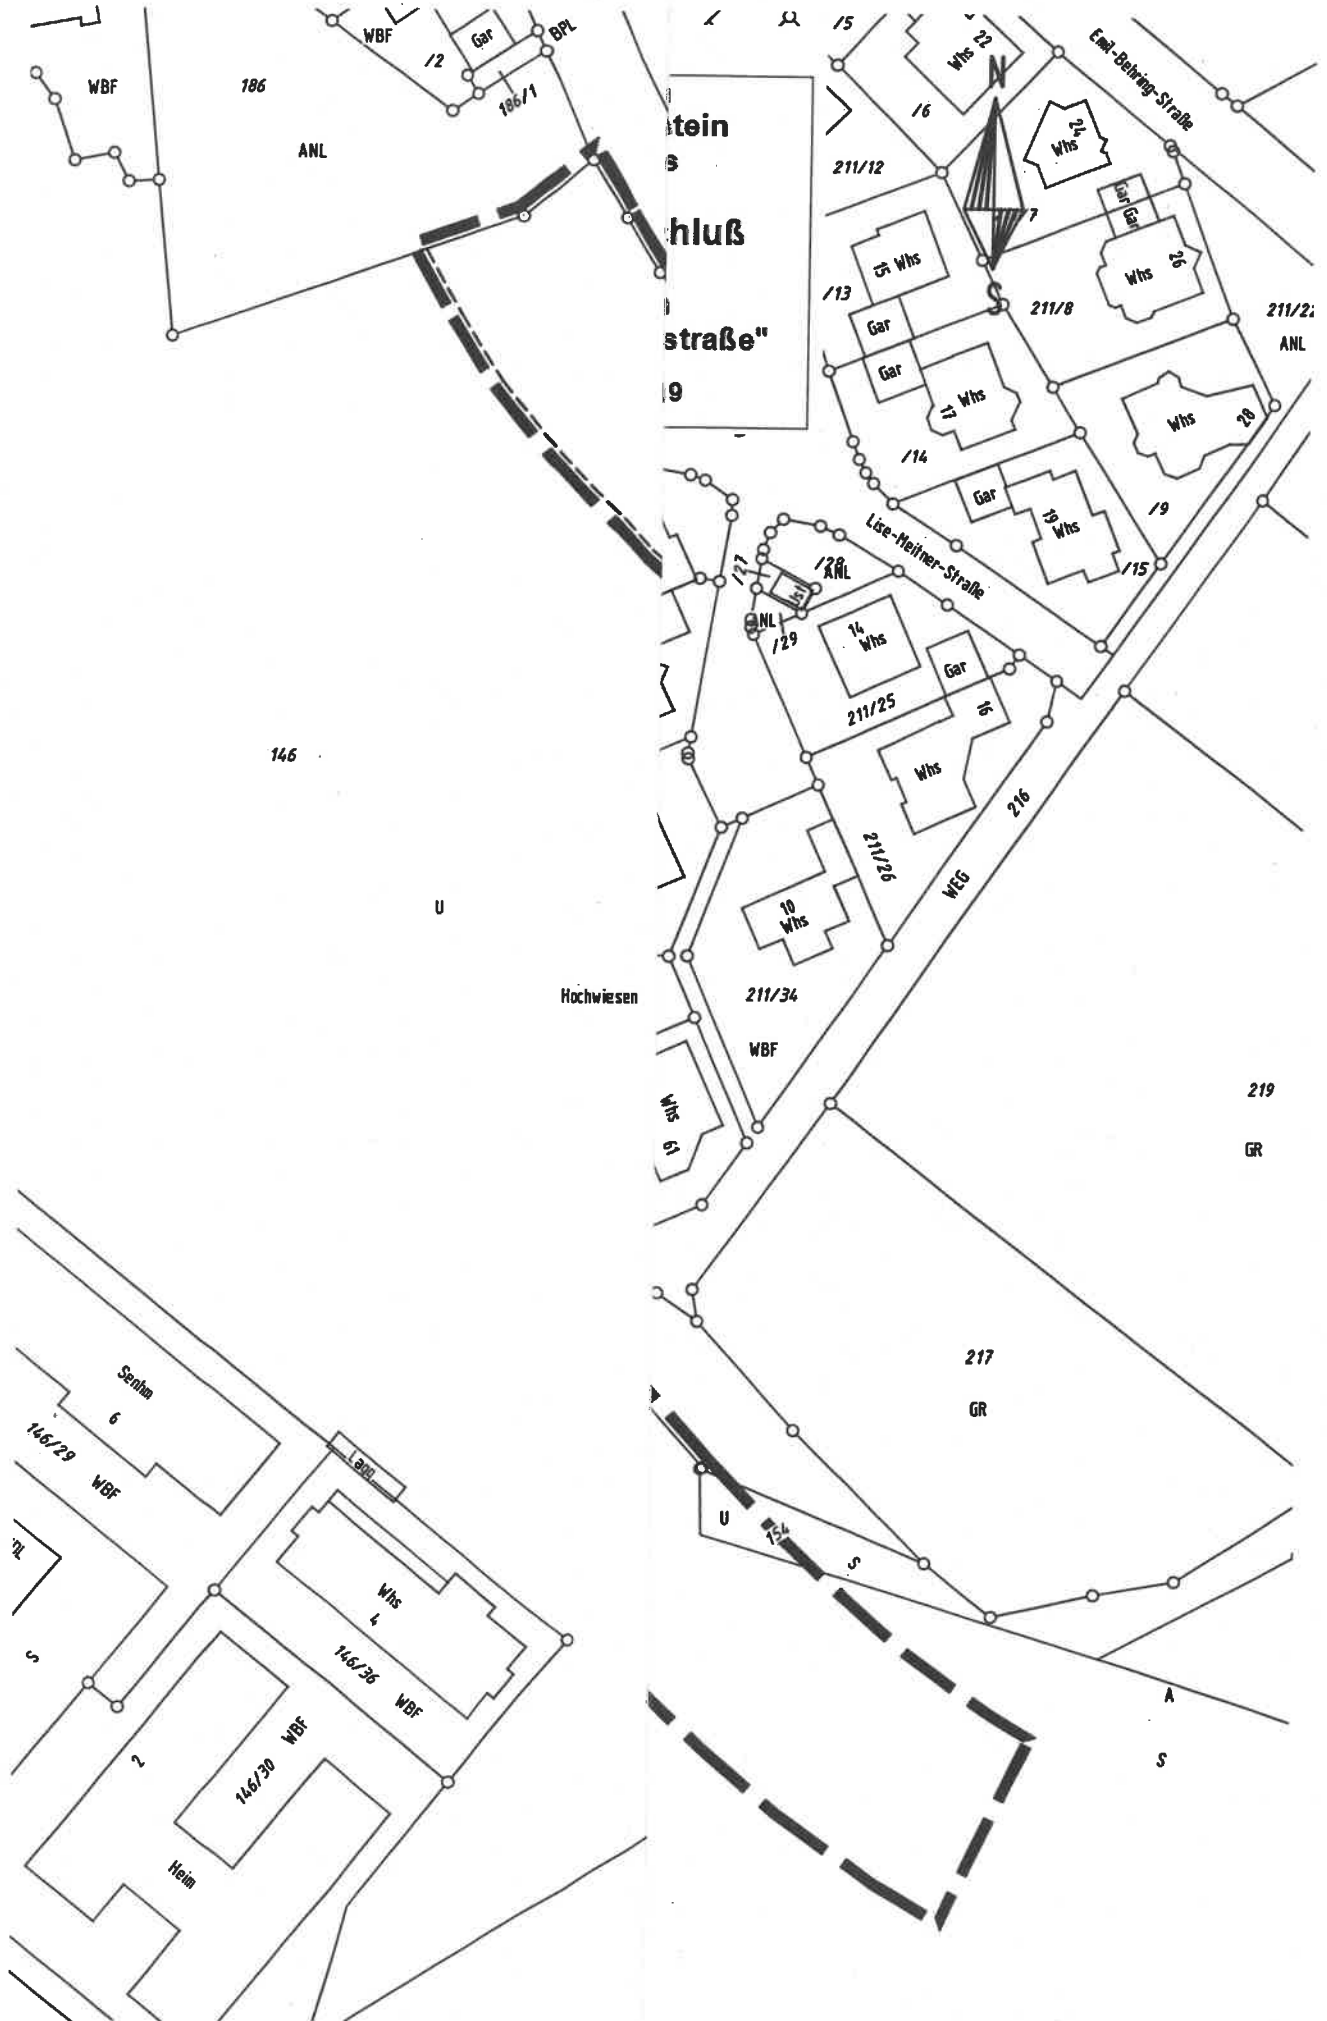 WBF
186
ANL
WBF
/2
Gar
BPL
186/1
tein
s
hluß
straße"
19
/5
22
Whs
N
Emil-Behring-Straße
/6
24
Whs
211/12
7
Gar
Gar
15 Whs
Whs
26
/13
S
211/8
211/22
ANL
Gar
Gar
17
Whs
Whs
28
/14
Gar
19
Whs
/9
Lise-Meitner-Straße
/15
/27
/28
ANL
Ust
NL
/29
14
Whs
Gar
211/25
16
Whs
146
216
211/26
WEG
U
10
Whs
Hochwiesen
211/34
WBF
219
GR
Whs
61
217
GR
Senhm
6
146/29
WBF
Lagg
U
154
S
Whs
4
146/36
WBF
S
A
S
2
WBF
146/30
Heim